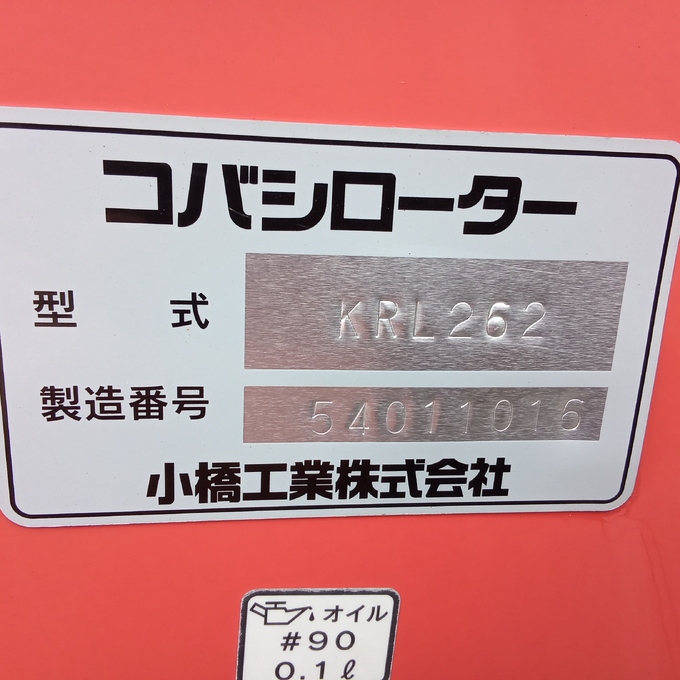 コバシローター
型式 KRL262
製造番号 54011016
小橋工業株式会社
オイル
#90
0.1ℓ